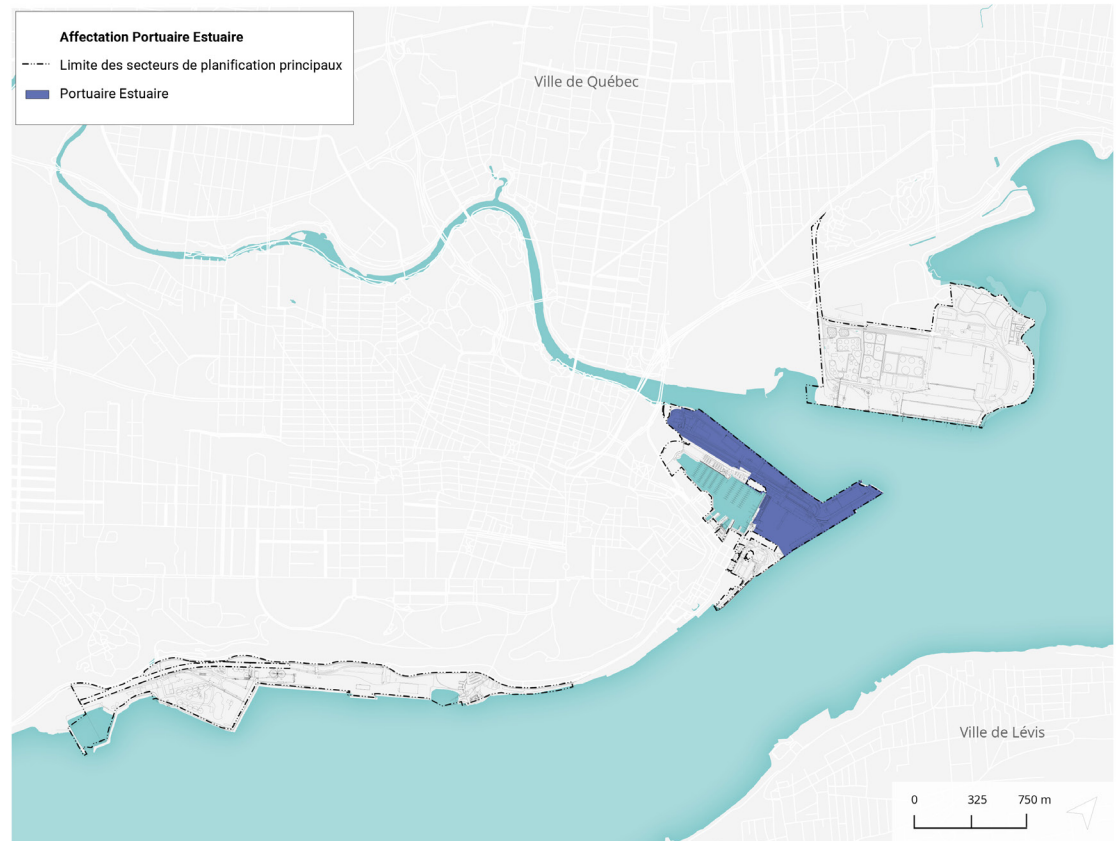 Affectation Portuaire Estuaire
Limite des secteurs de planification principaux
Portuaire Estuaire
Ville de Québec
Ville de Lévis
0 325 750 m